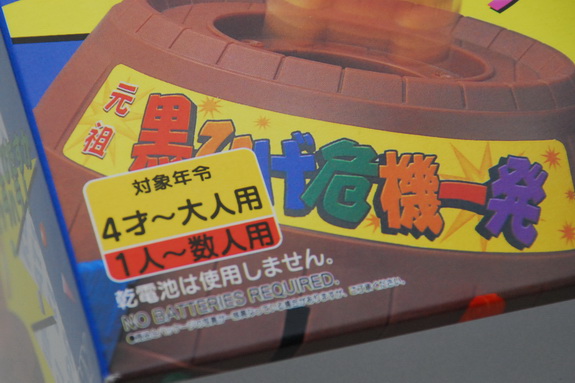 元祖
黒ひげ危機一発
対象年令
4才～大人用
1人～数人用
乾電池は使用しません。
NO BATTERIES REQUIRED.